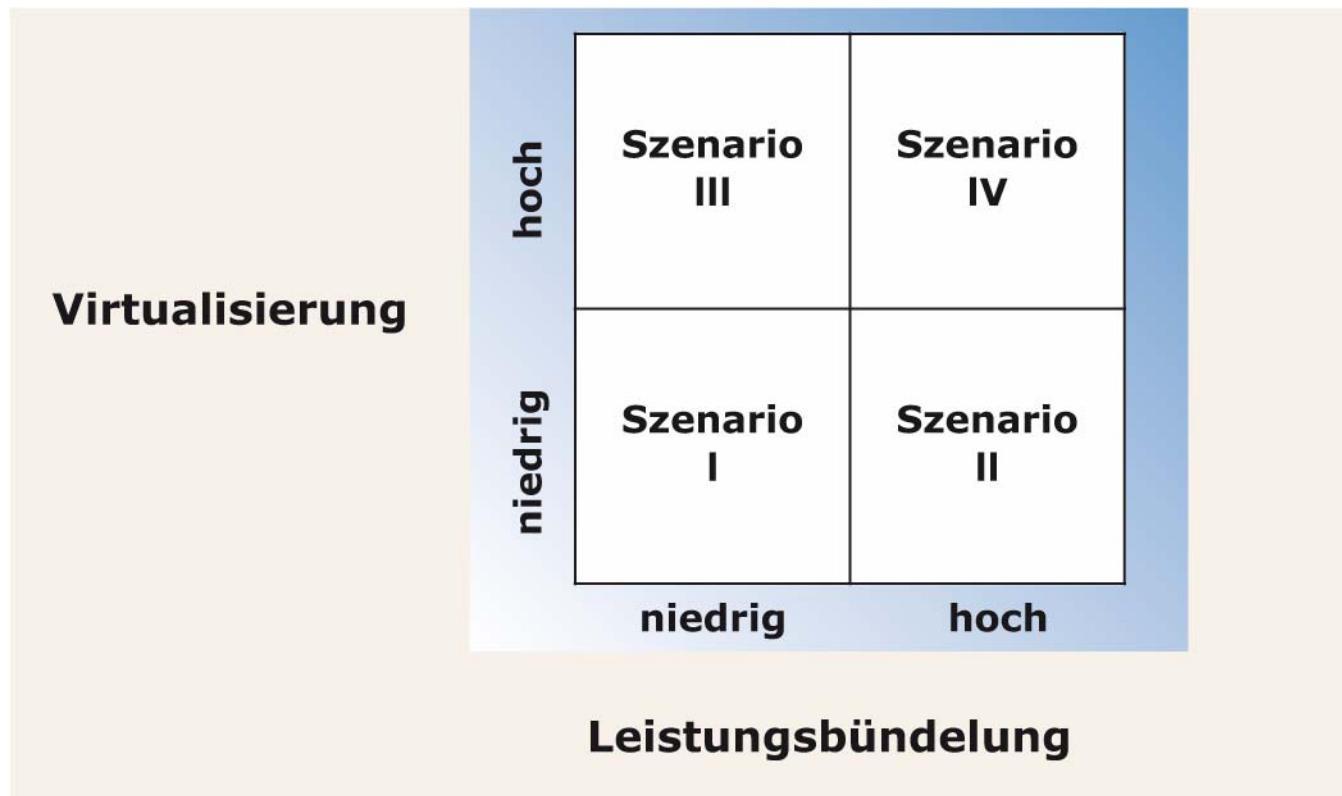 hoch
Szenario
III
Szenario
IV
Virtualisierung
niedrig
Szenario
I
Szenario
II
niedrig
hoch
Leistungsbündelung